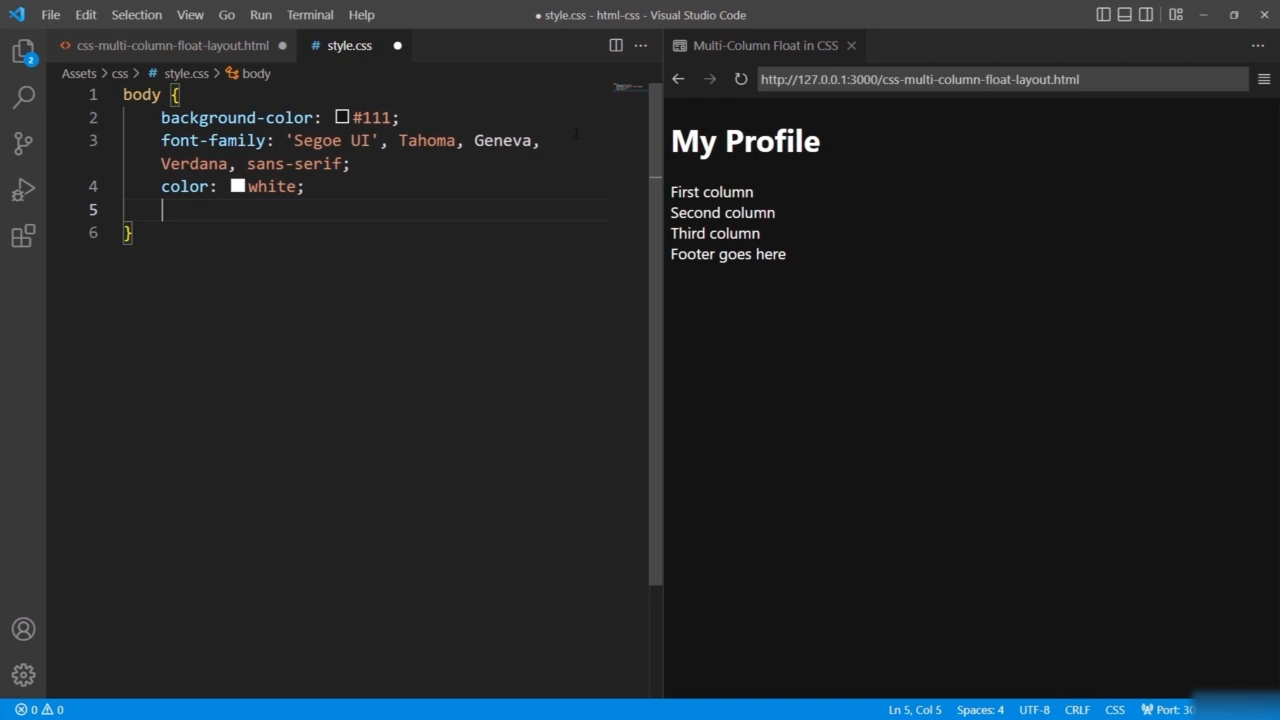 File Edit Selection View Go Run Terminal Help
● style.css - html-css - Visual Studio Code
css-multi-column-float-layout.html
# style.css
Multi-Column Float in CSS
2
Assets > css > # style.css > body
http://127.0.0.1:3000/css-multi-column-float-layout.html
1 body {
2 background-color: #111;
3 font-family: 'Segoe UI', Tahoma, Geneva,
Verdana, sans-serif;
4 color: white;
5
6 }
My Profile
First column
Second column
Third column
Footer goes here
0 0
Ln 5, Col 5 Spaces: 4 UTF-8 CRLF CSS Port: